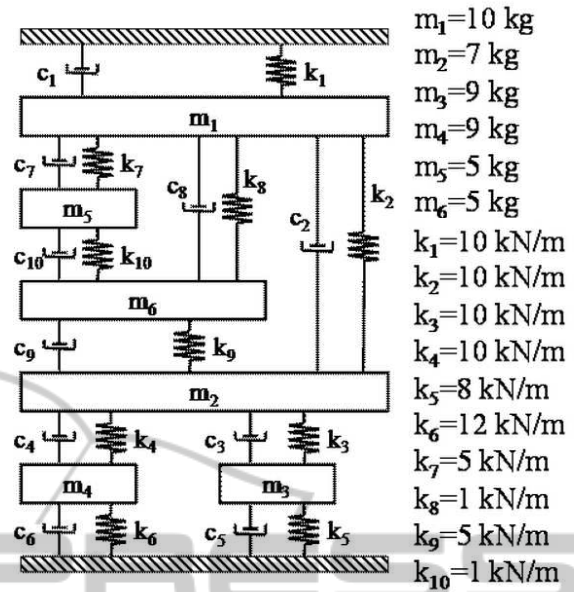 c₁ k₁
m₁
c₇ k₇ c₈ k₈ c₂ k₂
m₅
c₁₀ k₁₀
m₆
c₉ k₉
m₂
c₄ k₄ c₃ k₃
m₄ m₃
c₆ k₆ c₅ k₅
m₁=10 kg
m₂=7 kg
m₃=9 kg
m₄=9 kg
m₅=5 kg
m₆=5 kg
k₁=10 kN/m
k₂=10 kN/m
k₃=10 kN/m
k₄=10 kN/m
k₅=8 kN/m
k₆=12 kN/m
k₇=5 kN/m
k₈=1 kN/m
k₉=5 kN/m
k₁₀=1 kN/m